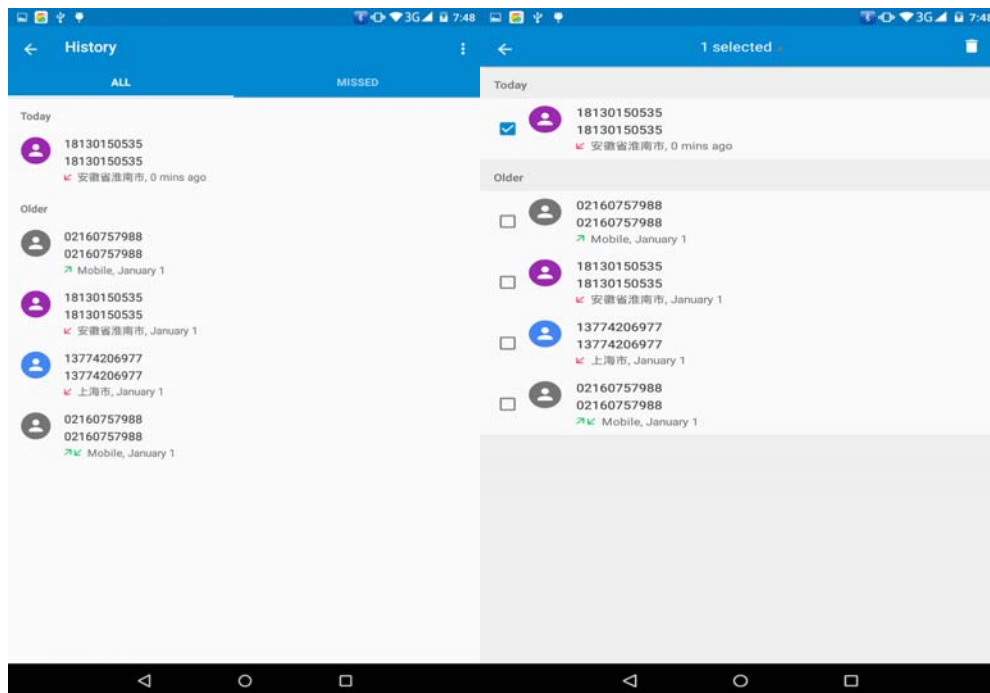 3G 7:48
History
ALL MISSED
Today
18130150535
18130150535
安徽省淮南市, 0 mins ago
Older
02160757988
02160757988
Mobile, January 1
18130150535
18130150535
安徽省淮南市, January 1
13774206977
13774206977
上海市, January 1
02160757988
02160757988
Mobile, January 1
3G 7:48
1 selected
Today
18130150535
18130150535
安徽省淮南市, 0 mins ago
Older
02160757988
02160757988
Mobile, January 1
18130150535
18130150535
安徽省淮南市, January 1
13774206977
13774206977
上海市, January 1
02160757988
02160757988
Mobile, January 1